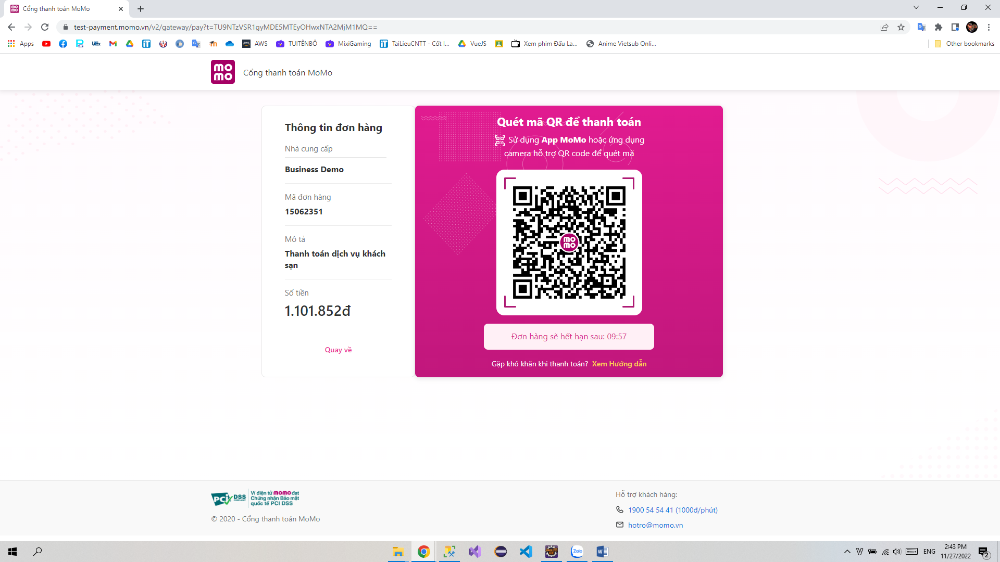 Cổng thanh toán MoMo
test-payment.momo.vn/v2/gateway/pay?t=TU9NTzVSR1gyMDE5MTEyOHwxNTA2MjM1MQ==
Apps
AWS
TUITÊNBÔ
MixiGaming
TaiLieuCNTT - Cốt l...
VueJS
Xem phim Đấu La...
Anime Vietsub Onli...
Other bookmarks
mo
mo
Cổng thanh toán MoMo
Thông tin đơn hàng
Nhà cung cấp
Business Demo
Mã đơn hàng
15062351
Mô tả
Thanh toán dịch vụ khách
sạn
Số tiền
1.101.852đ
Quay về
Quét mã QR để thanh toán
Sử dụng App MoMo hoặc ứng dụng
camera hỗ trợ QR code để quét mã
mo
mo
Đơn hàng sẽ hết hạn sau: 09:57
Gặp khó khăn khi thanh toán? Xem Hướng dẫn
PCI DSS
Ví điện tử momo đạt
Chứng nhận Bảo mật
quốc tế PCI DSS
© 2020 - Cổng thanh toán MoMo
Hỗ trợ khách hàng:
1900 54 54 41 (1000đ/phút)
hotro@momo.vn
Zalo
ENG
2:43 PM
11/27/2022
2